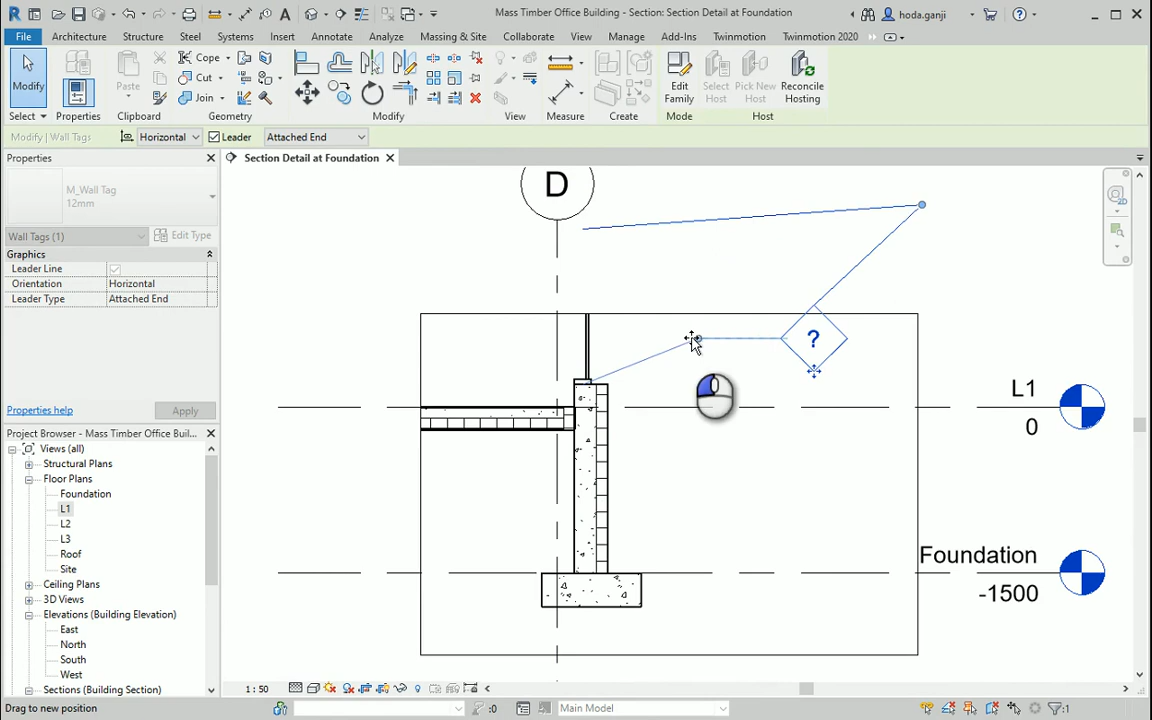 Mass Timber Office Building - Section: Section Detail at Foundation
hoda.ganji
File Architecture Structure Steel Systems Insert Annotate Analyze Massing & Site Collaborate View Manage Add-Ins Twinmotion Twinmotion 2020
Modify
Paste
Cope
Cut
Join
Edit Family
Select Host
Pick New Host
Reconcile Hosting
Select Properties Clipboard Geometry Modify View Measure Create Mode Host
Modify | Wall Tags
Horizontal
Leader
Attached End
Properties
Section Detail at Foundation
M_Wall Tag
12mm
Wall Tags (1)
Edit Type
Graphics
Leader Line
Orientation Horizontal
Leader Type Attached End
Properties help
Apply
Project Browser - Mass Timber Office Buil...
Views (all)
Structural Plans
Floor Plans
Foundation
L1
L2
L3
Roof
Site
Ceiling Plans
3D Views
Elevations (Building Elevation)
East
North
South
West
Sections (Building Section)
D
?
L1
0
Foundation
-1500
1 : 50
Drag to new position
:0
Main Model
:1